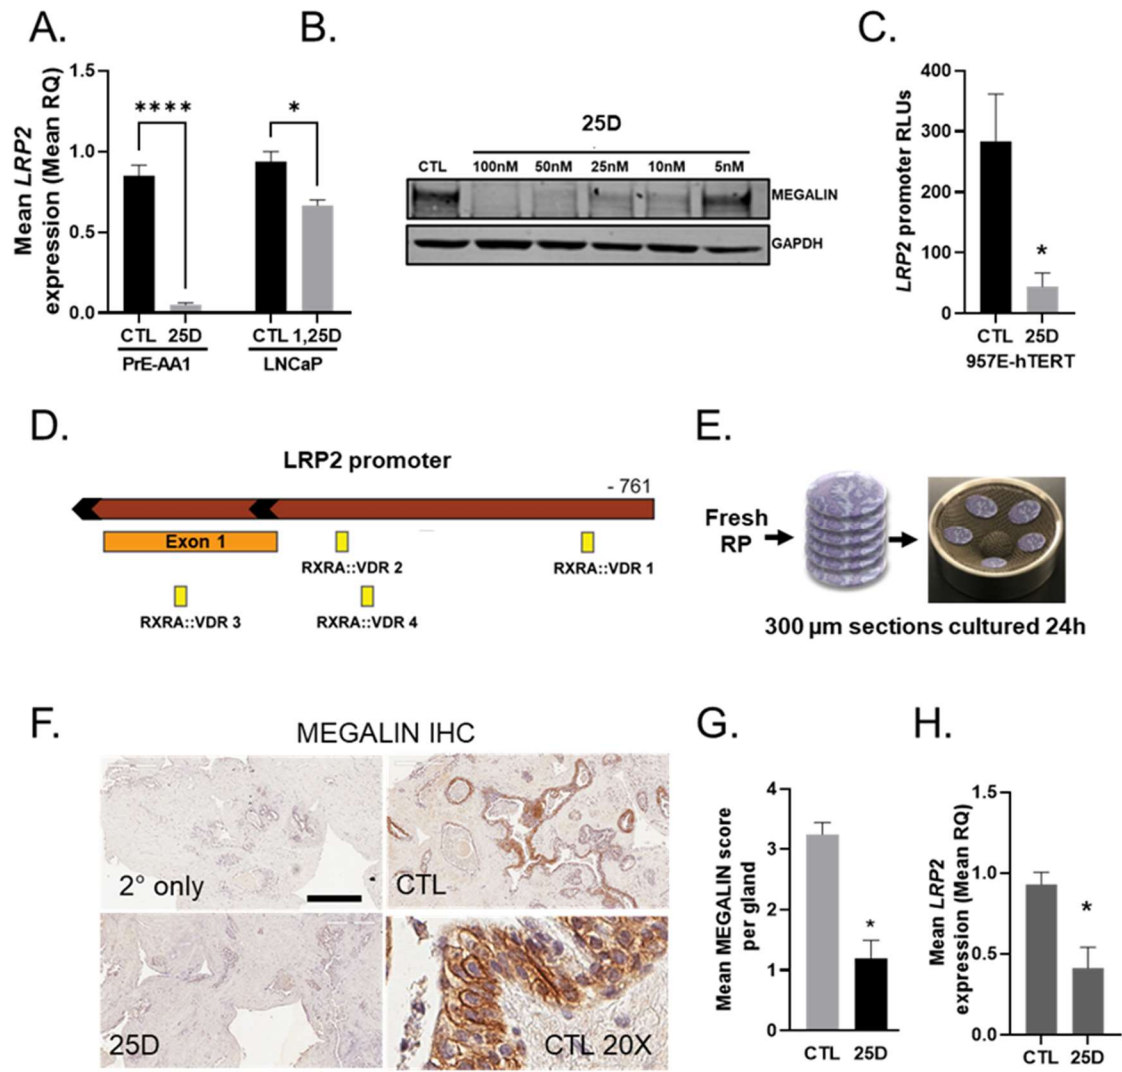 A.
Mean LRP2
expression (Mean RQ)
1.5
1.0
0.5
0.0
****
*
CTL 25D
CTL 1,25D
PrE-AA1
LNCaP
B.
25D
CTL 100nM 50nM 25nM 10nM 5nM
MEGALIN
GAPDH
C.
LRP2 promoter RLUs
400
300
200
100
0
*
CTL 25D
957E-hTERT
D.
LRP2 promoter
- 761
Exon 1
RXRA::VDR 2
RXRA::VDR 1
RXRA::VDR 3
RXRA::VDR 4
E.
Fresh
RP
300 µm sections cultured 24h
F.
MEGALIN IHC
2° only
CTL
25D
CTL 20X
G.
Mean MEGALIN score
per gland
4
3
2
1
0
*
CTL 25D
H.
Mean LRP2
expression (Mean RQ)
1.5
1.0
0.5
0.0
*
CTL 25D